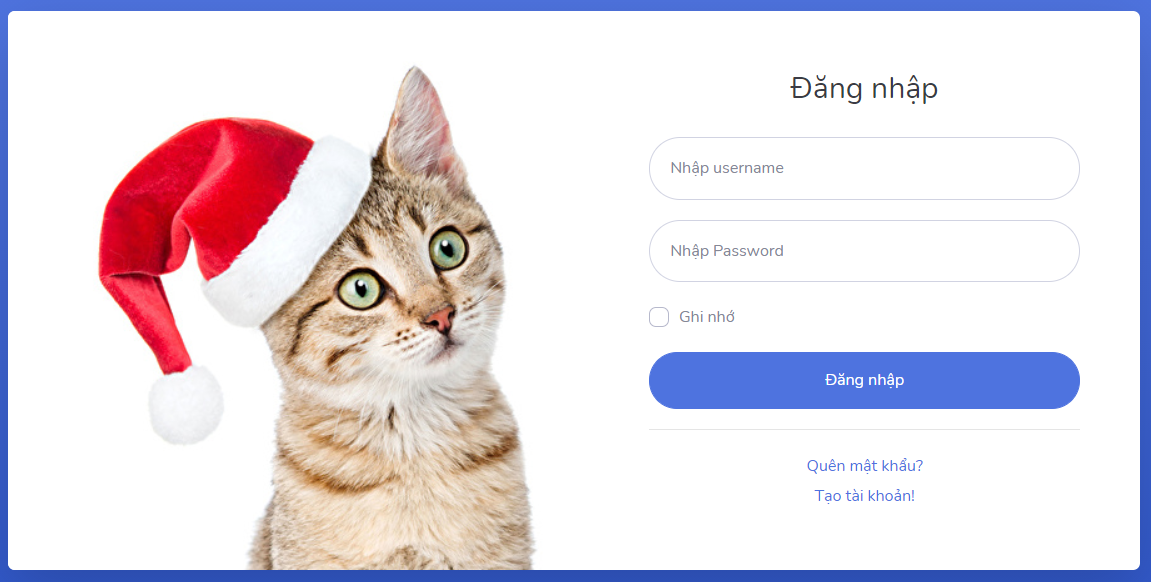 Đăng nhập
Nhập username
Nhập Password
Ghi nhớ
Đăng nhập
Quên mật khẩu?
Tạo tài khoản!